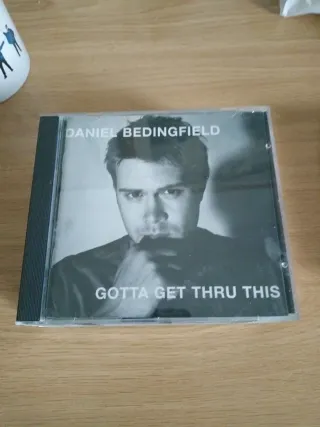 DANIEL BEDINGFIELD
GOTTA GET THRU THIS